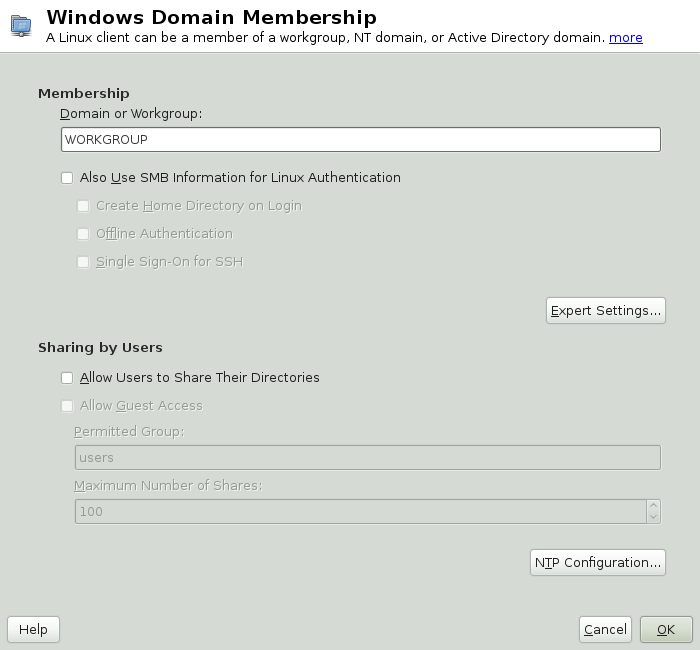 Windows Domain Membership
A Linux client can be a member of a workgroup, NT domain, or Active Directory domain. more
Membership
Domain or Workgroup:
WORKGROUP
Also Use SMB Information for Linux Authentication
Create Home Directory on Login
Offline Authentication
Single Sign-On for SSH
Expert Settings...
Sharing by Users
Allow Users to Share Their Directories
Allow Guest Access
Permitted Group:
users
Maximum Number of Shares:
100
NTP Configuration...
Help
Cancel
OK